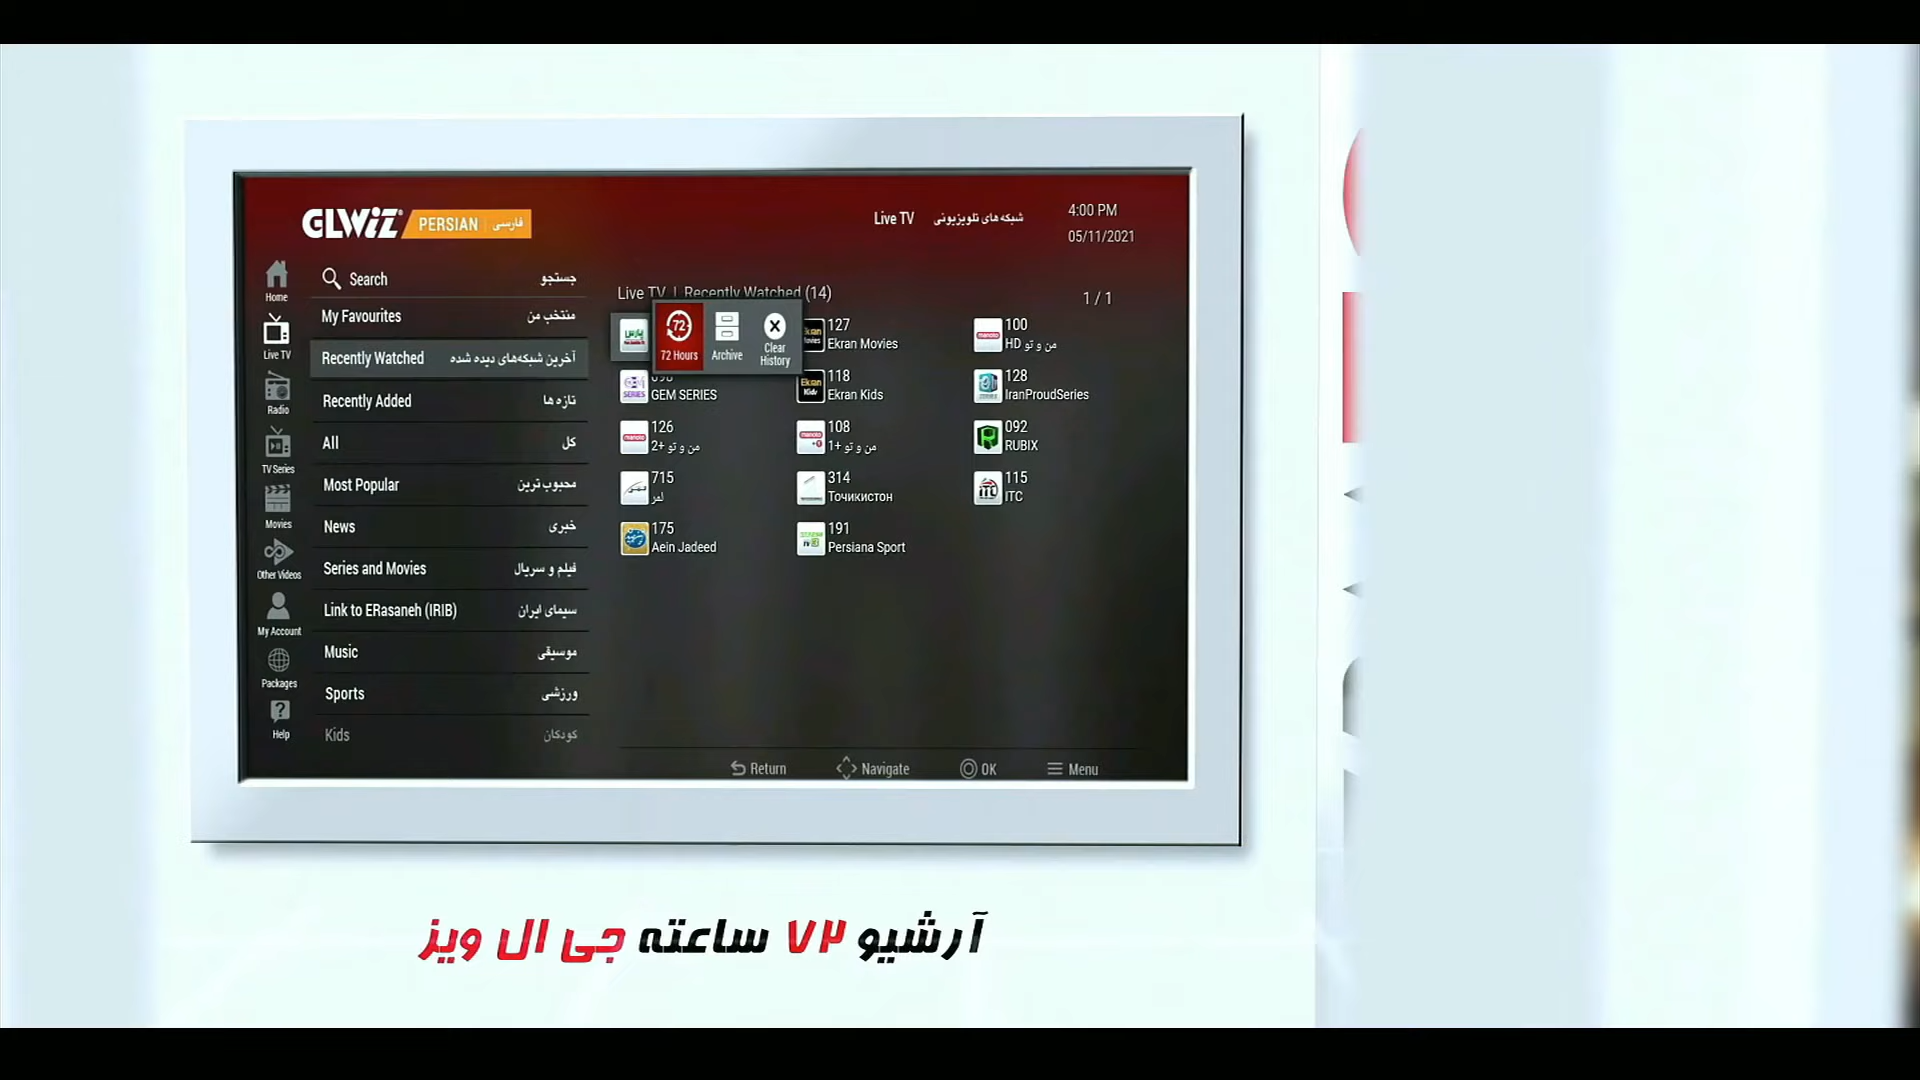 GLWiZ PERSIAN | فارسی
Live TV شبکه های تلویزیونی
4:00 PM
05/11/2021
Home
Live TV
Radio
TV Series
Movies
Other Videos
My Account
Packages
Help
Search جستجو
My Favourites منتخب من
Recently Watched آخرین شبکه‌های دیده شده
Recently Added تازه ها
All کل
Most Popular محبوب ترین
News خبری
Series and Movies فیلم و سریال
Link to ERasaneh (IRIB) سیمای ایران
Music موسیقی
Sports ورزشی
Kids کودکان
Live TV | Recently Watched (14)
1 / 1
72
72 Hours
Archive
Clear
History
127
Ekran Movies
100
من و تو HD
GEM SERIES
118
Ekran Kids
128
IranProudSeries
126
من و تو +2
108
من و تو +1
092
RUBIX
715
لمر
314
Точикистон
115
ITC
175
Aein Jadeed
191
Persiana Sport
Return
Navigate
OK
Menu
آرشیو ۷۲ ساعته جی ال ویز